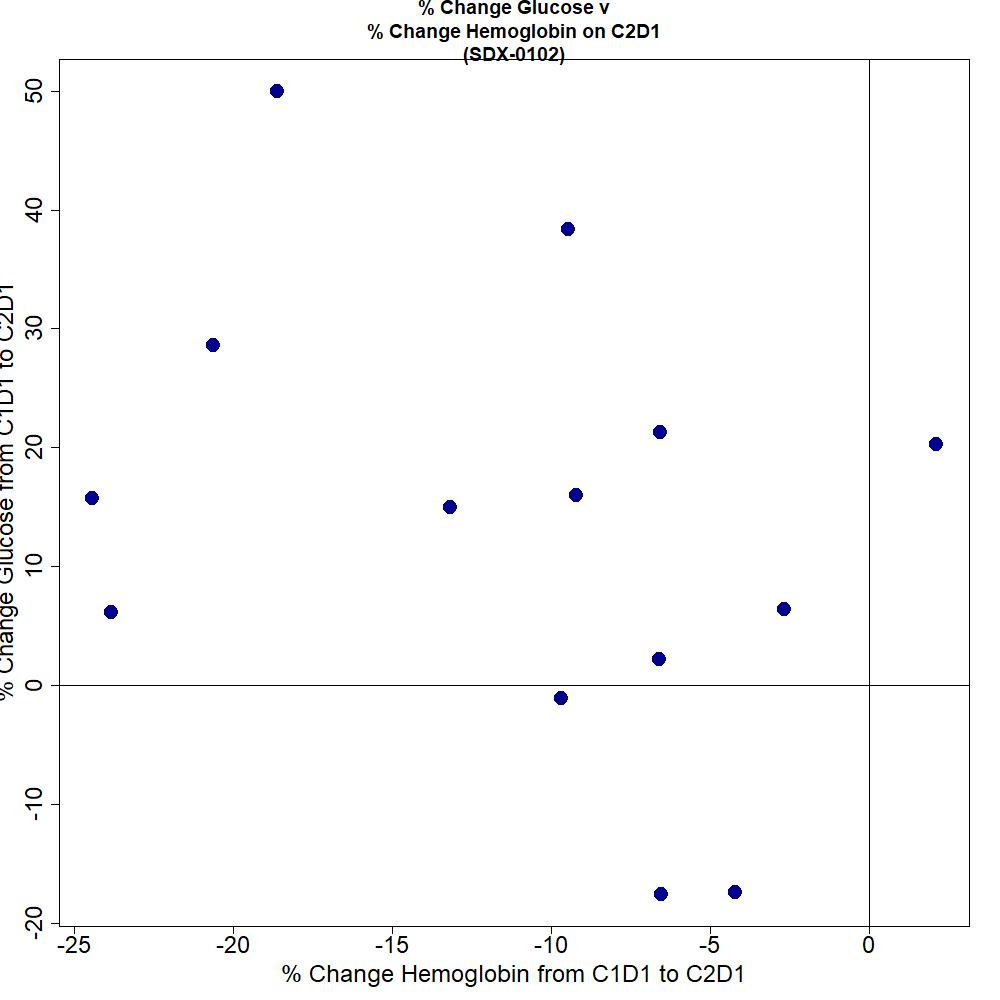 % Change Glucose v
% Change Hemoglobin on C2D1
(SDX-0102)
% Change Glucose from C1D1 to C2D1
50
40
30
20
10
0
-10
-20
-25
-20
-15
-10
-5
0
% Change Hemoglobin from C1D1 to C2D1